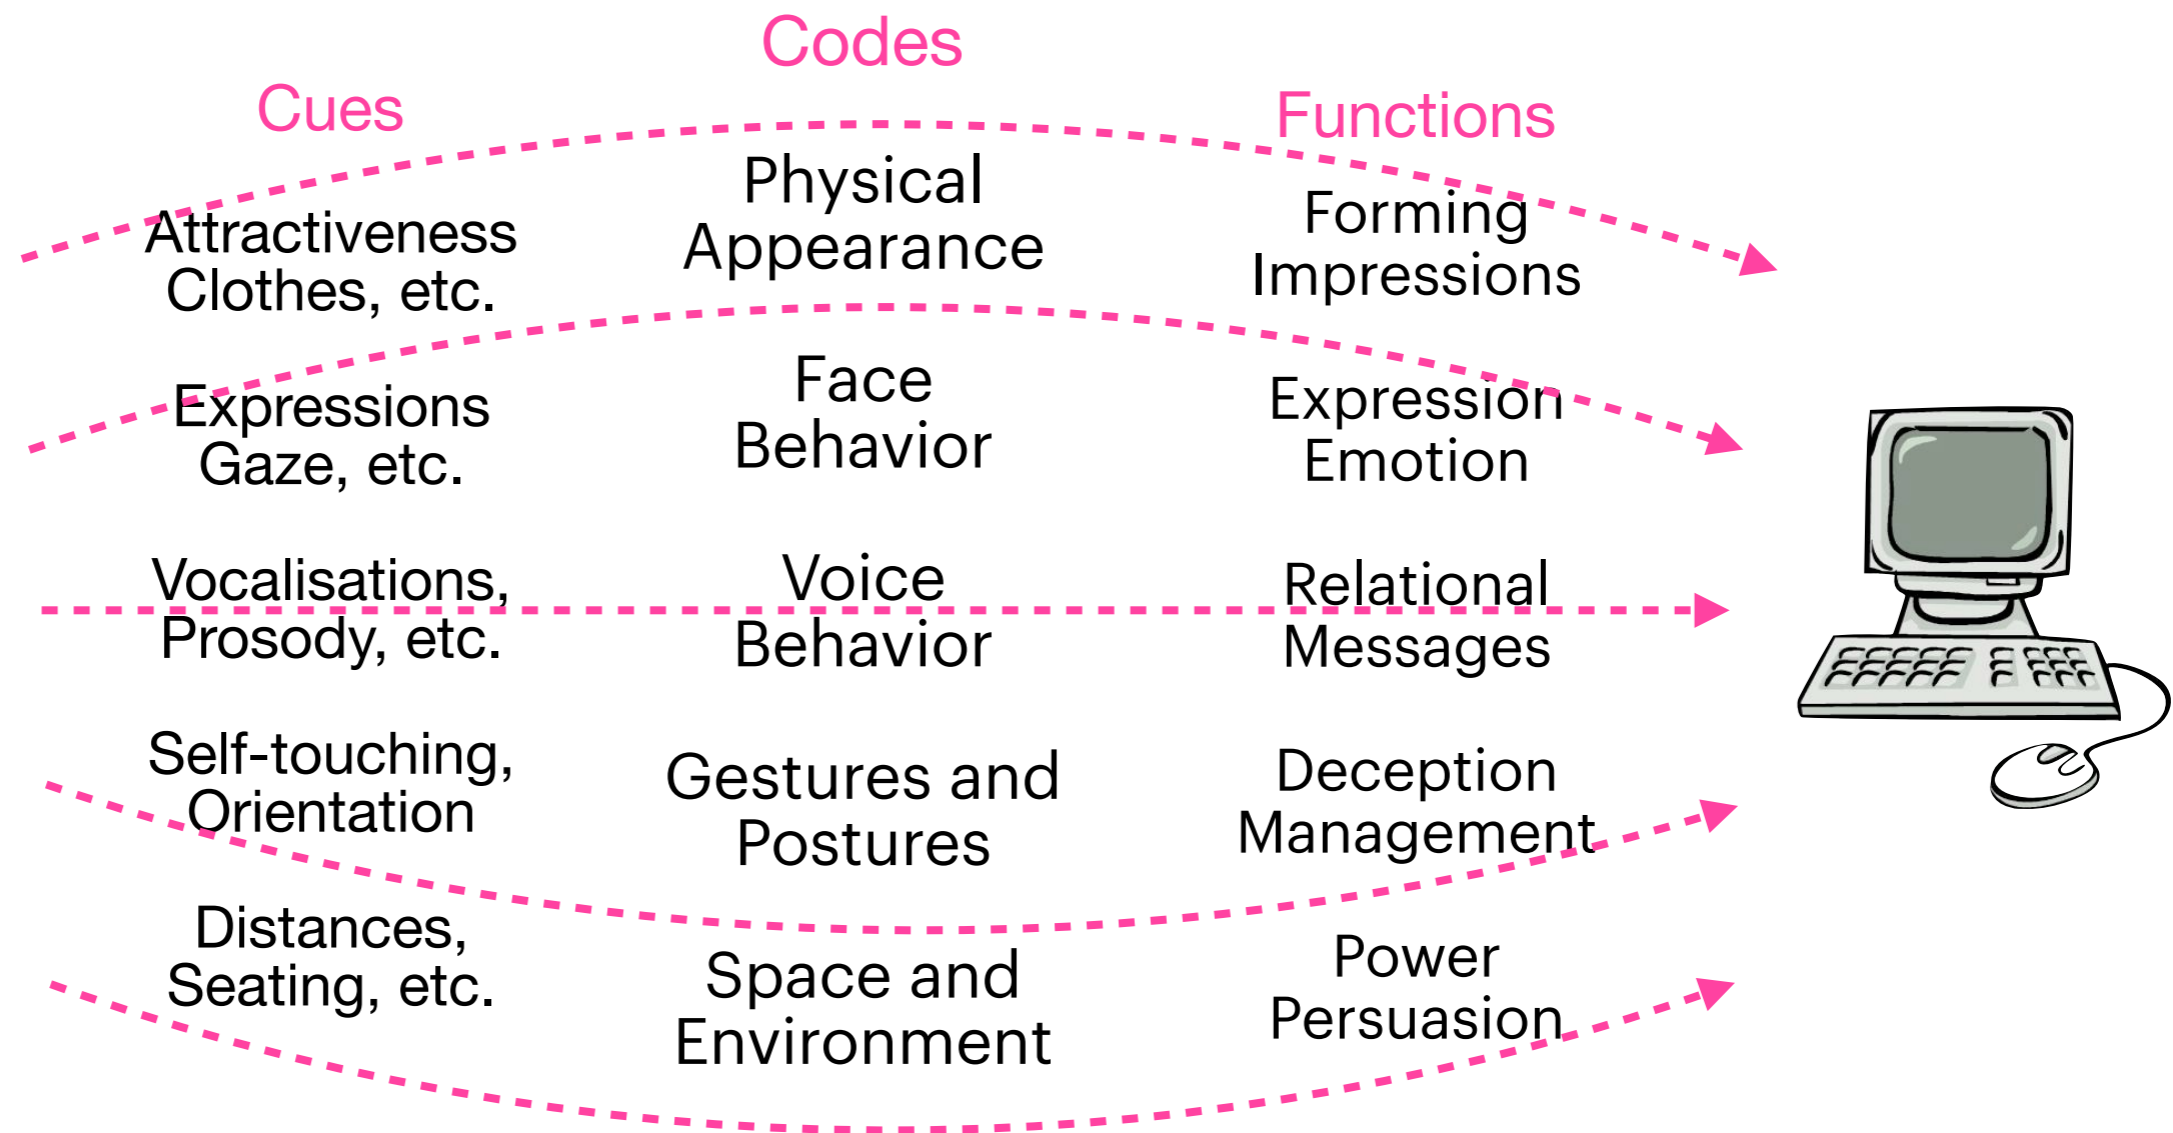 Codes
Cues
Functions
Attractiveness
Clothes, etc.
Physical
Appearance
Forming
Impressions
Expressions
Gaze, etc.
Face
Behavior
Expression
Emotion
Vocalisations,
Prosody, etc.
Voice
Behavior
Relational
Messages
Self-touching,
Orientation
Gestures and
Postures
Deception
Management
Distances,
Seating, etc.
Space and
Environment
Power
Persuasion